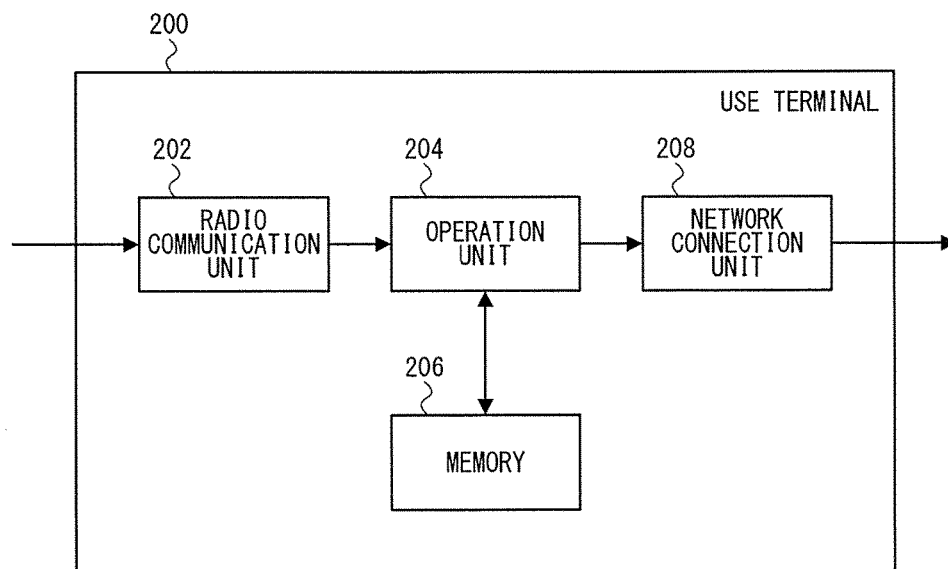 200
USE TERMINAL
202
RADIO
COMMUNICATION
UNIT
204
OPERATION
UNIT
208
NETWORK
CONNECTION
UNIT
206
MEMORY